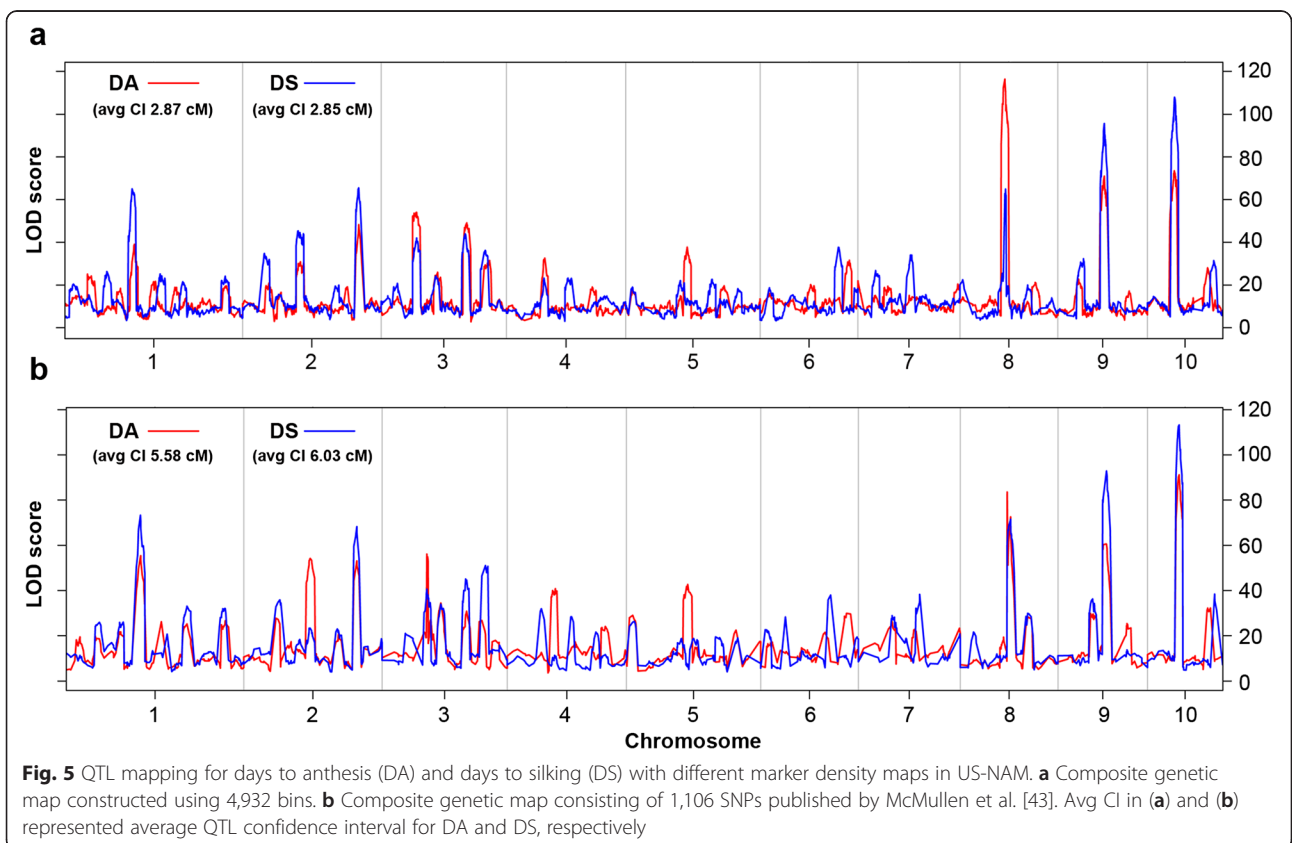 a
DA
(avg CI 2.87 cM)
DS
(avg CI 2.85 cM)
LOD score
120
100
80
60
40
20
0
1 2 3 4 5 6 7 8 9 10
b
DA
(avg CI 5.58 cM)
DS
(avg CI 6.03 cM)
LOD score
120
100
80
60
40
20
0
1 2 3 4 5 6 7 8 9 10
Chromosome
Fig. 5 QTL mapping for days to anthesis (DA) and days to silking (DS) with different marker density maps in US-NAM. a Composite genetic
map constructed using 4,932 bins. b Composite genetic map consisting of 1,106 SNPs published by McMullen et al. [43]. Avg CI in (a) and (b)
represented average QTL confidence interval for DA and DS, respectively